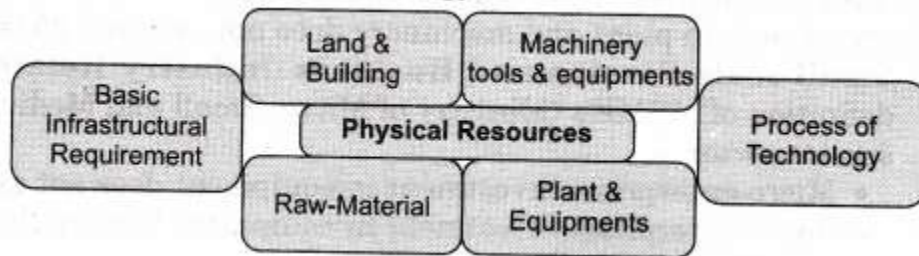 Land &
Building
Machinery
tools & equipments
Basic
Infrastructural
Requirement
Physical Resources
Process of
Technology
Raw-Material
Plant &
Equipments